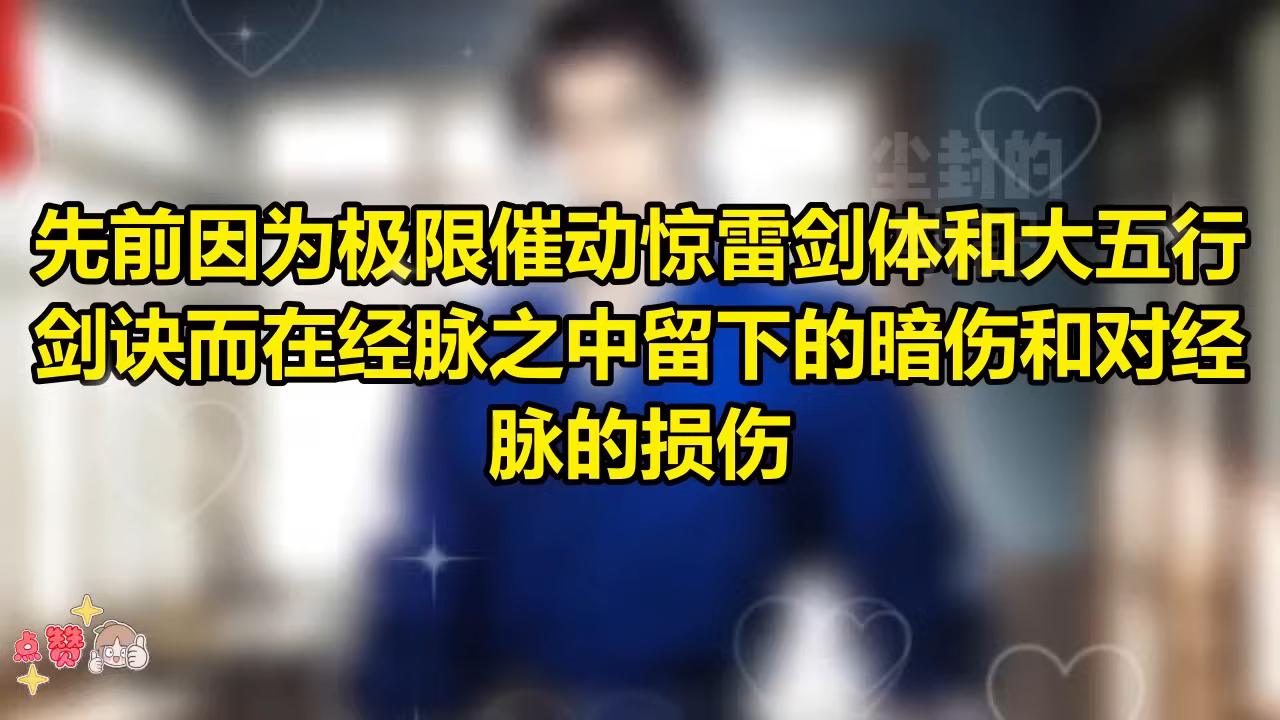 尘封的
先前因为极限催动惊雷剑体和大五行
剑诀而在经脉之中留下的暗伤和对经
脉的损伤
点赞